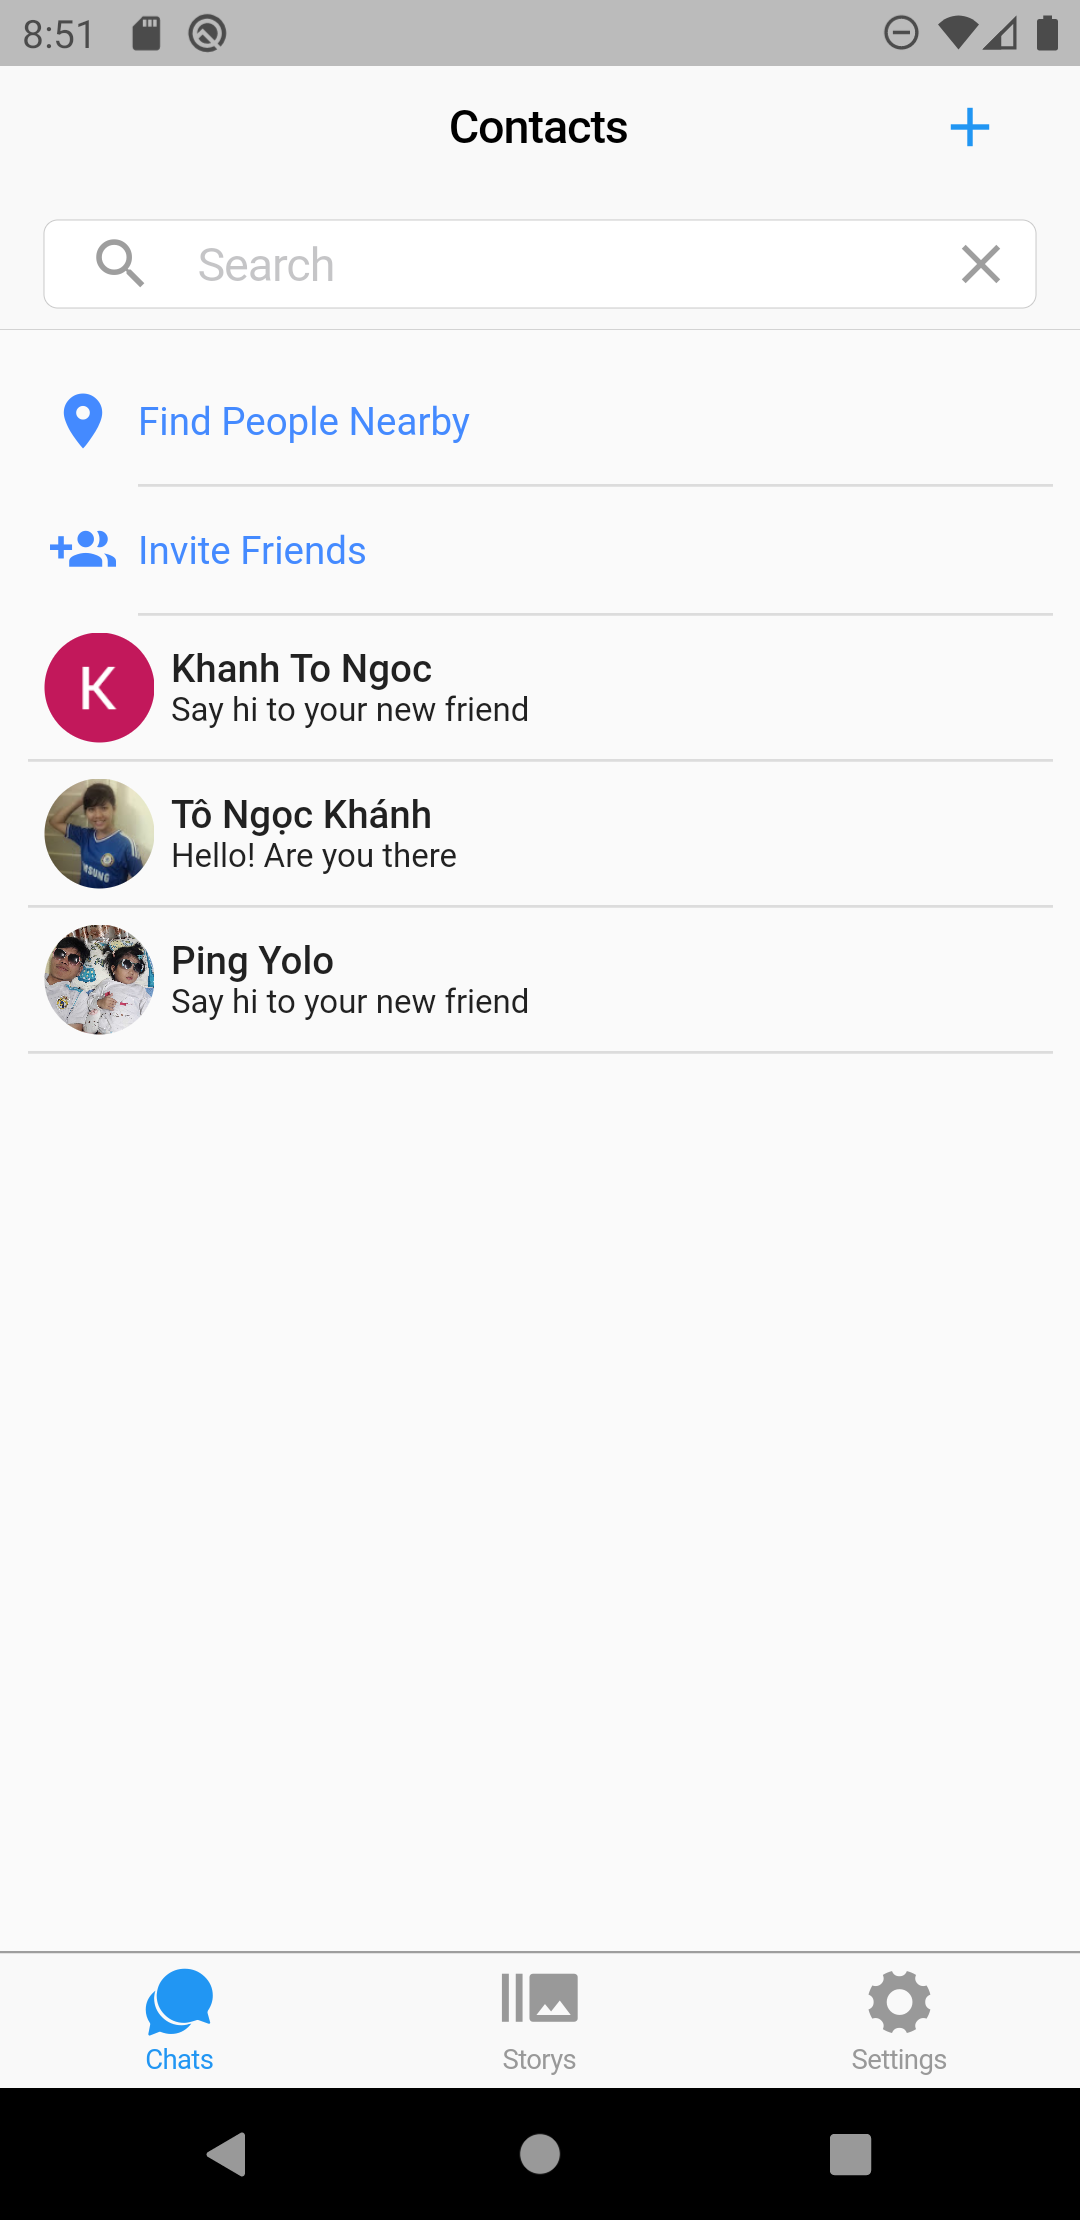 8:51
Contacts
Search
Find People Nearby
Invite Friends
K
Khanh To Ngoc
Say hi to your new friend
Tô Ngọc Khánh
Hello! Are you there
SAMSUNG
Ping Yolo
Say hi to your new friend
Chats
Storys
Settings